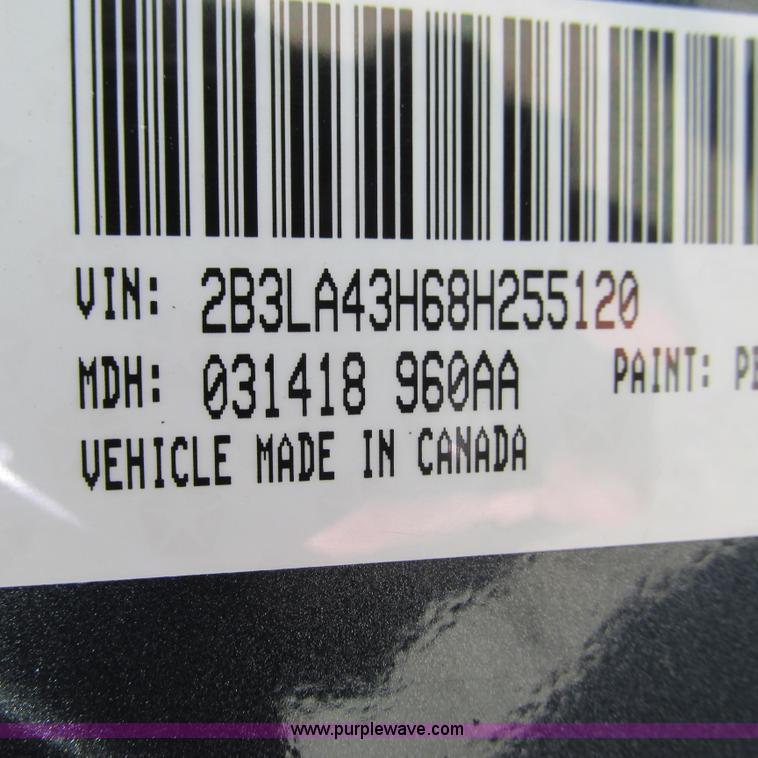 VIN: 2B3LA43H68H255120
MDH: 031418 960AA PAINT:
VEHICLE MADE IN CANADA
www.purplewave.com